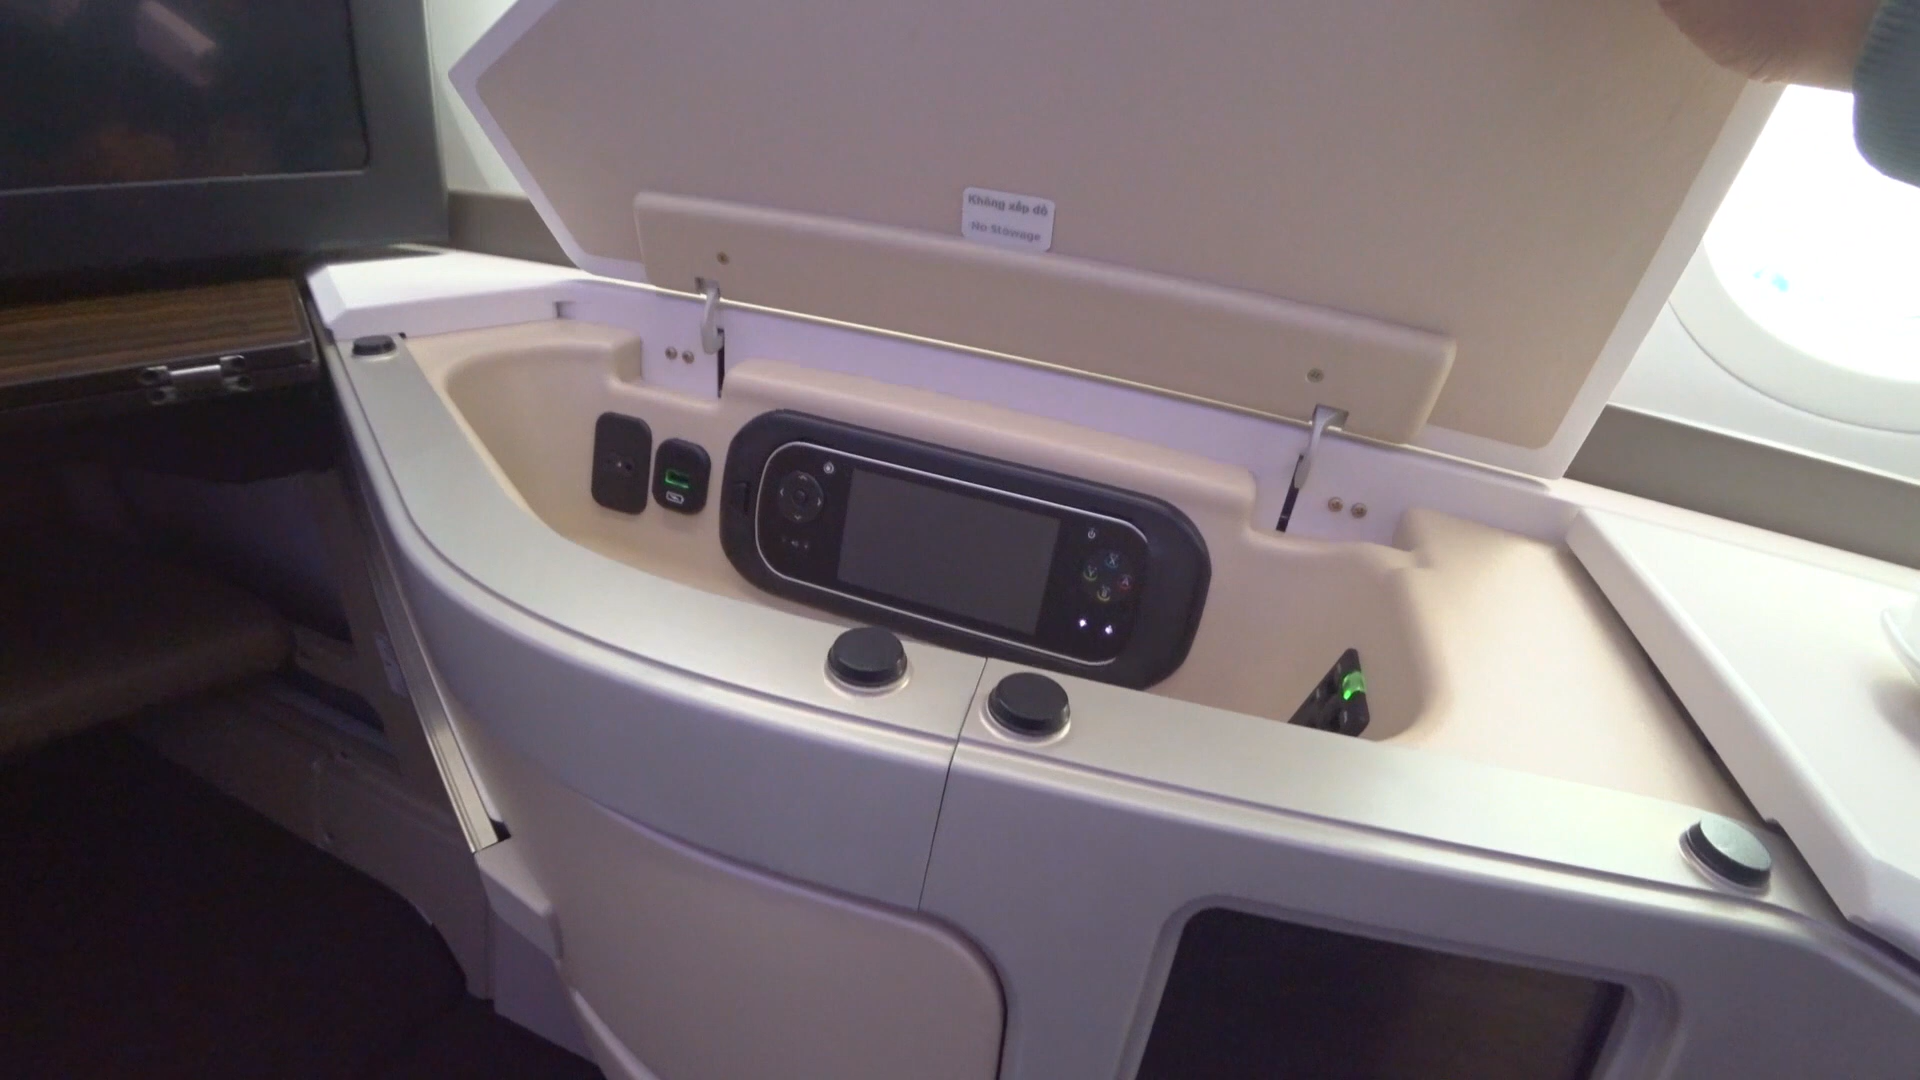 Không xếp đồ
No Stowage
X
Y
A
B